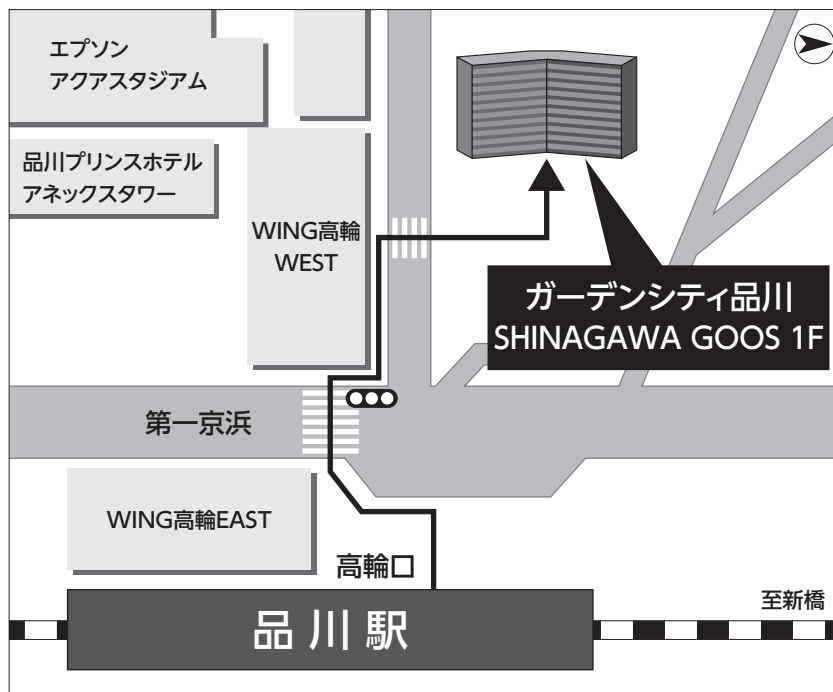 エプソン
アクアスタジアム
品川プリンスホテル
アネックスタワー
WING高輪
WEST
ガーデンシティ品川
SHINAGAWA GOOS 1F
第一京浜
WING高輪EAST
高輪口
至新橋
品川駅